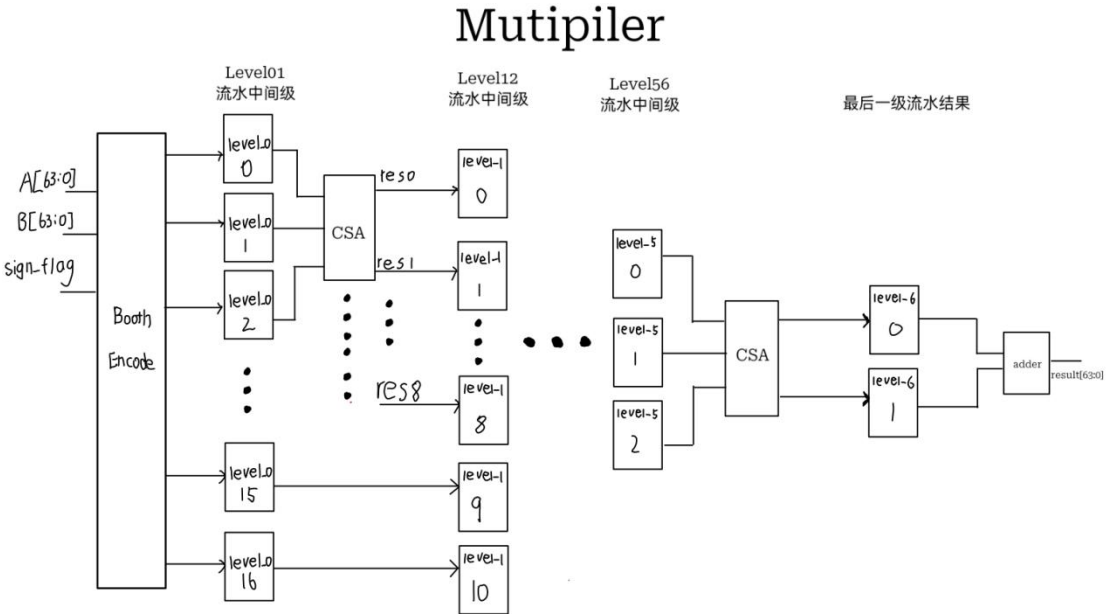 Mutipiler
Level01
流水中间级
Level12
流水中间级
Level56
流水中间级
最后一级流水结果
A[63:0]
B[63:0]
sign_flag
Booth
Encode
level_0
0
level_0
1
level_0
2
level_0
15
level_0
16
CSA
res0
res1
res8
level-1
0
level-1
1
level-1
8
level-1
9
level-1
10
level-5
0
level-5
1
level-5
2
CSA
level-6
0
level-6
1
adder
result[63:0]